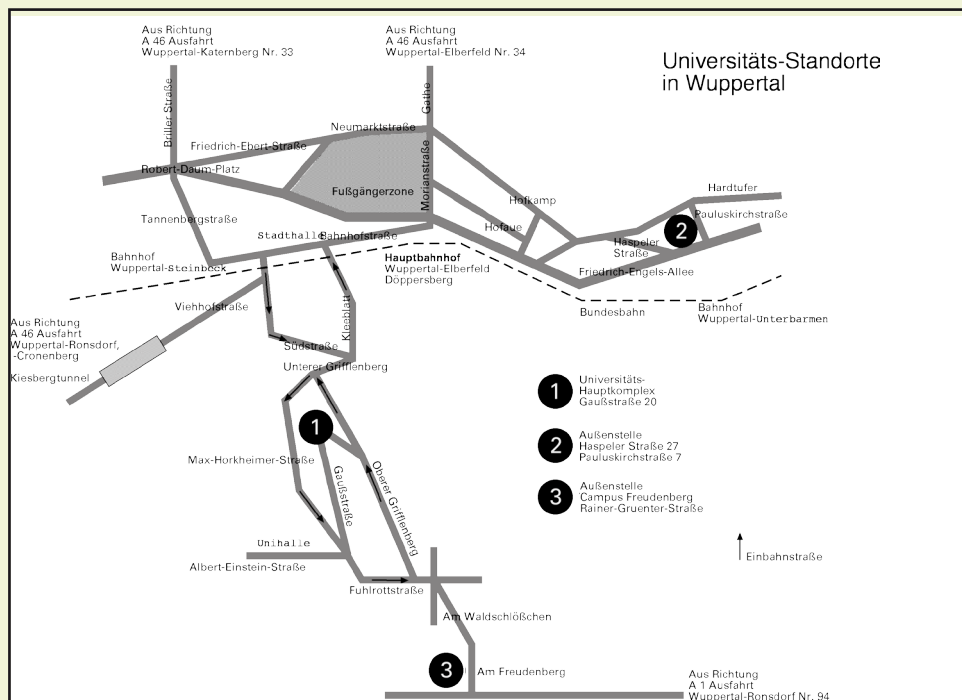 Aus Richtung
A 46 Ausfahrt
Wuppertal-Katernberg Nr. 33
Aus Richtung
A 46 Ausfahrt
Wuppertal-Elberfeld Nr. 34
Universitäts-Standorte
in Wuppertal
Briller Straße
Gathe
Neumarktstraße
Friedrich-Ebert-Straße
Robert-Daum-Platz
Morianstraße
Fußgängerzone
Hofkamp
Hardtufer
Pauluskirchstraße
Tannenbergstraße
Hofaue
2
Stadthalle
Bahnhofstraße
Haspeler
Straße
Bahnhof
Wuppertal-Steinbeck
Hauptbahnhof
Wuppertal-Elberfeld
Döppersberg
Friedrich-Engels-Allee
Viehhofstraße
Kleeblatt
Bundesbahn
Bahnhof
Wuppertal-Unterbarmen
Aus Richtung
A 46 Ausfahrt
Wuppertal-Ronsdorf,
-Cronenberg
Kiesbergtunnel
Südstraße
Unterer Grifflenberg
1
Universitäts-
Hauptkomplex
Gaußstraße 20
1
2
Außenstelle
Haspeler Straße 27
Pauluskirchstraße 7
Max-Horkheimer-Straße
Gaußstraße
Oberer Grifflenberg
3
Außenstelle
Campus Freudenberg
Rainer-Gruenter-Straße
Unihalle
Albert-Einstein-Straße
Einbahnstraße
Fuhlrottstraße
Am Waldschlößchen
3
Am Freudenberg
Aus Richtung
A 1 Ausfahrt
Wuppertal-Ronsdorf Nr. 94